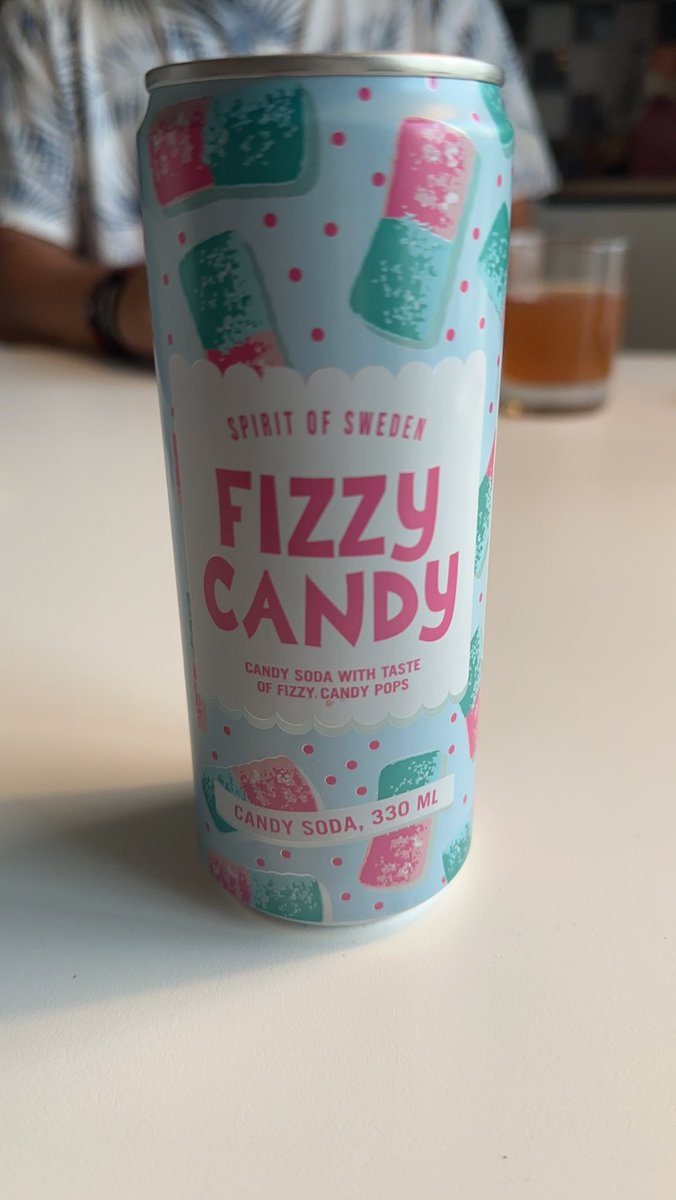 SPIRIT OF SWEDEN
FIZZY
CANDY
CANDY SODA WITH TASTE
OF FIZZY CANDY POPS
CANDY SODA, 330 ML